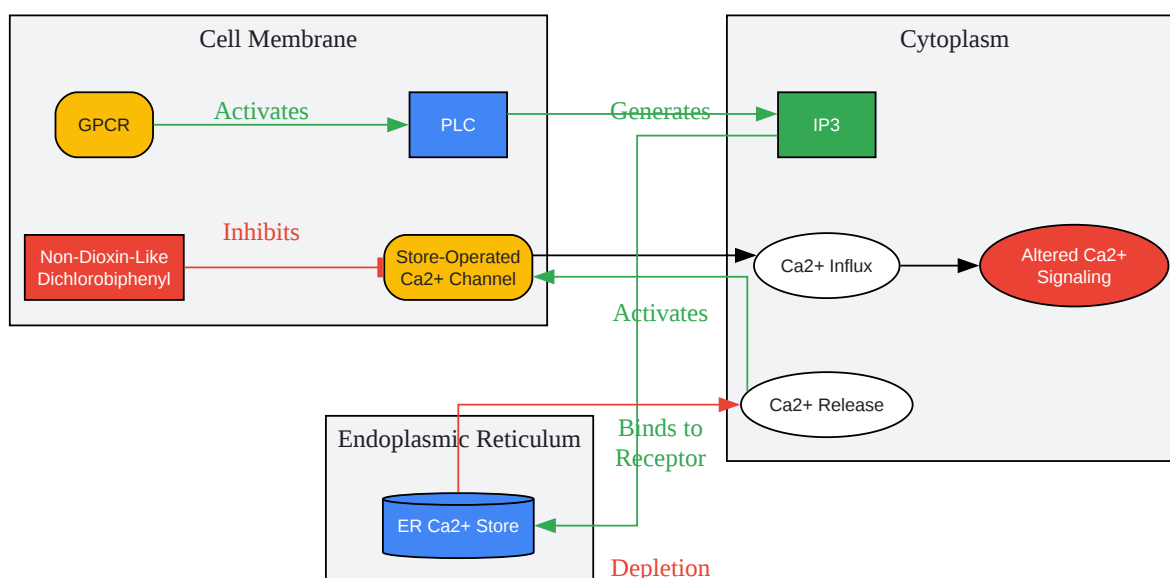 Cell Membrane
Cytoplasm
GPCR
Activates
PLC
Generates
IP3
Non-Dioxin-Like
Dichlorobiphenyl
Inhibits
Store-Operated
Ca2+ Channel
Ca2+ Influx
Altered Ca2+
Signaling
Activates
Ca2+ Release
Binds to
Receptor
Endoplasmic Reticulum
ER Ca2+ Store
Depletion